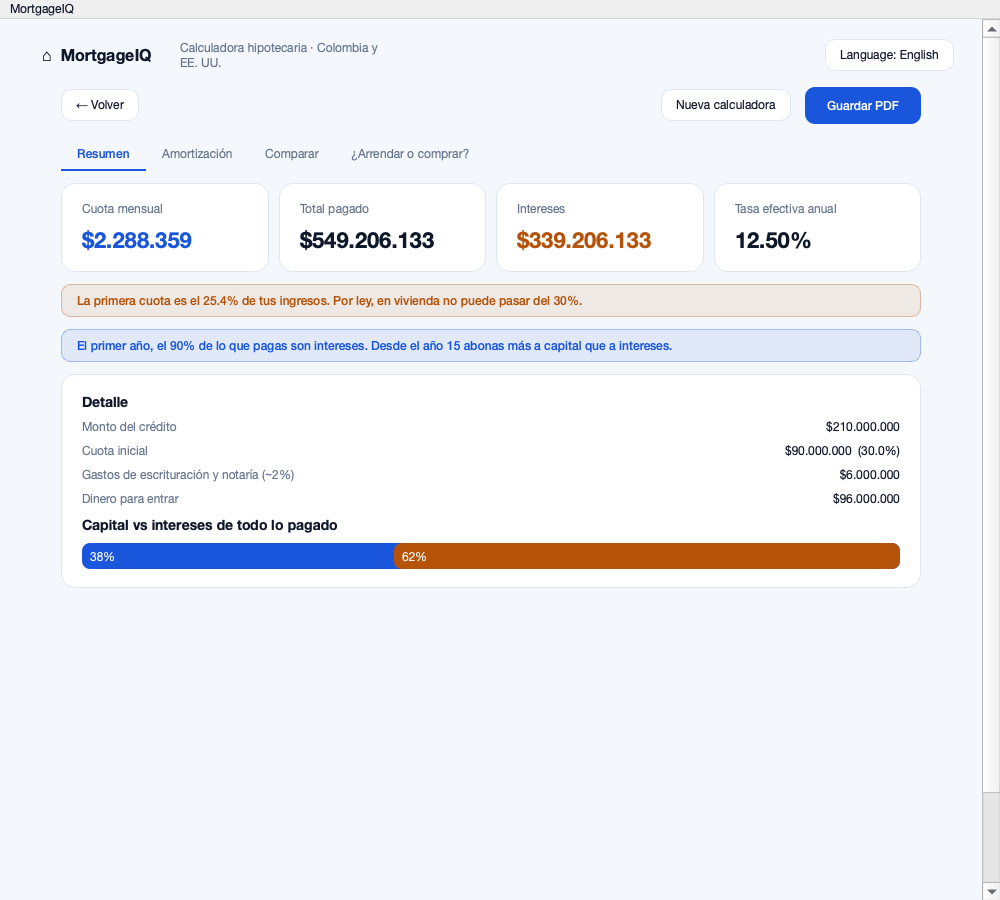 MortgageIQ
⌂ MortgageIQ
Calculadora hipotecaria · Colombia y
EE. UU.
Language: English
← Volver
Nueva calculadora
Guardar PDF
Resumen
Amortización
Comparar
¿Arrendar o comprar?
Cuota mensual
$2.288.359
Total pagado
$549.206.133
Intereses
$339.206.133
Tasa efectiva anual
12.50%
La primera cuota es el 25.4% de tus ingresos. Por ley, en vivienda no puede pasar del 30%.
El primer año, el 90% de lo que pagas son intereses. Desde el año 15 abonas más a capital que a intereses.
Detalle
Monto del crédito $210.000.000
Cuota inicial $90.000.000 (30.0%)
Gastos de escrituración y notaría (~2%) $6.000.000
Dinero para entrar $96.000.000
Capital vs intereses de todo lo pagado
38% 62%